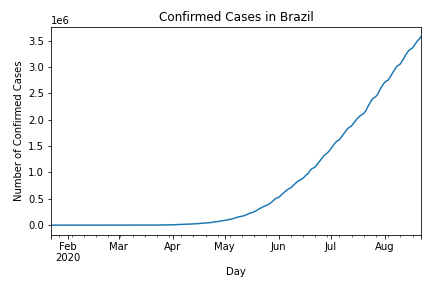 Confirmed Cases in Brazil
1e6
3.5
3.0
2.5
2.0
1.5
1.0
0.5
0.0
Number of Confirmed Cases
Feb Mar Apr May Jun Jul Aug
2020
Day